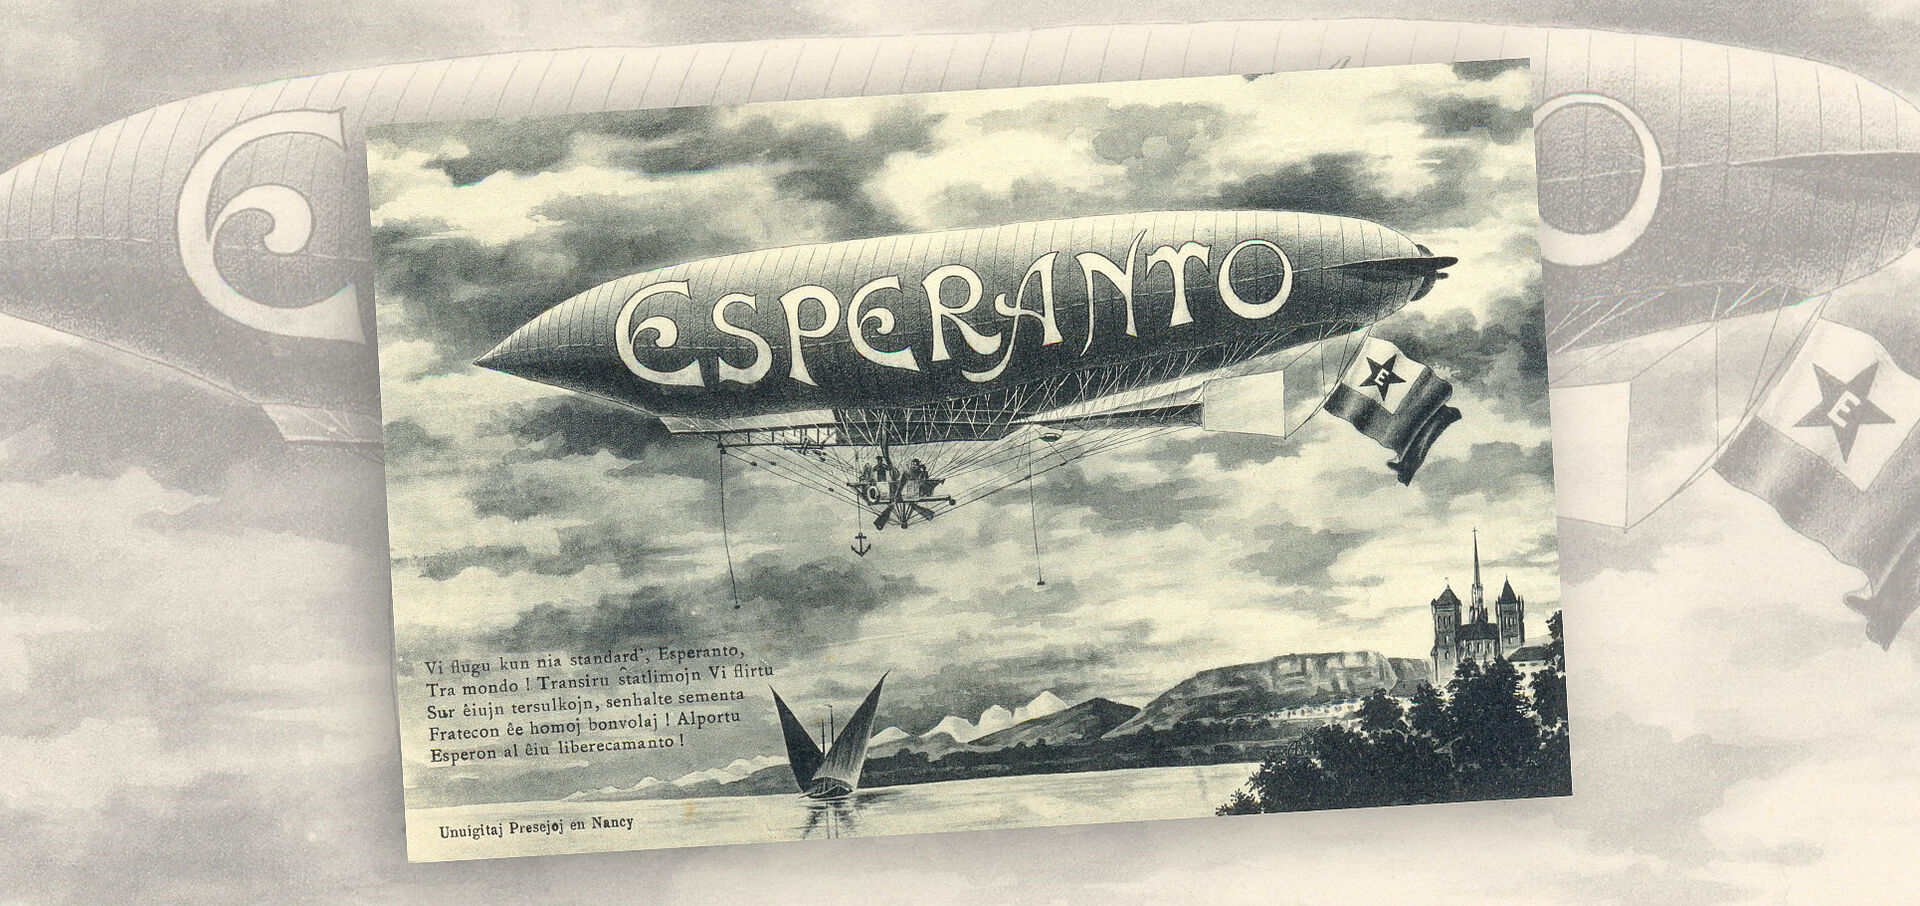 ESPERANTO
E
Vi flugu kun nia standard', Esperanto,
Tra mondo ! Transiru ŝtatlimojn Vi flirtu
Sur ĉiujn tersulkojn, senhalte sementa
Fratecon ĉe homoj bonvolaj ! Alportu
Esperon al ĉiu liberecamanto !
Unuigitaj Presejoj en Nancy
E
O
E